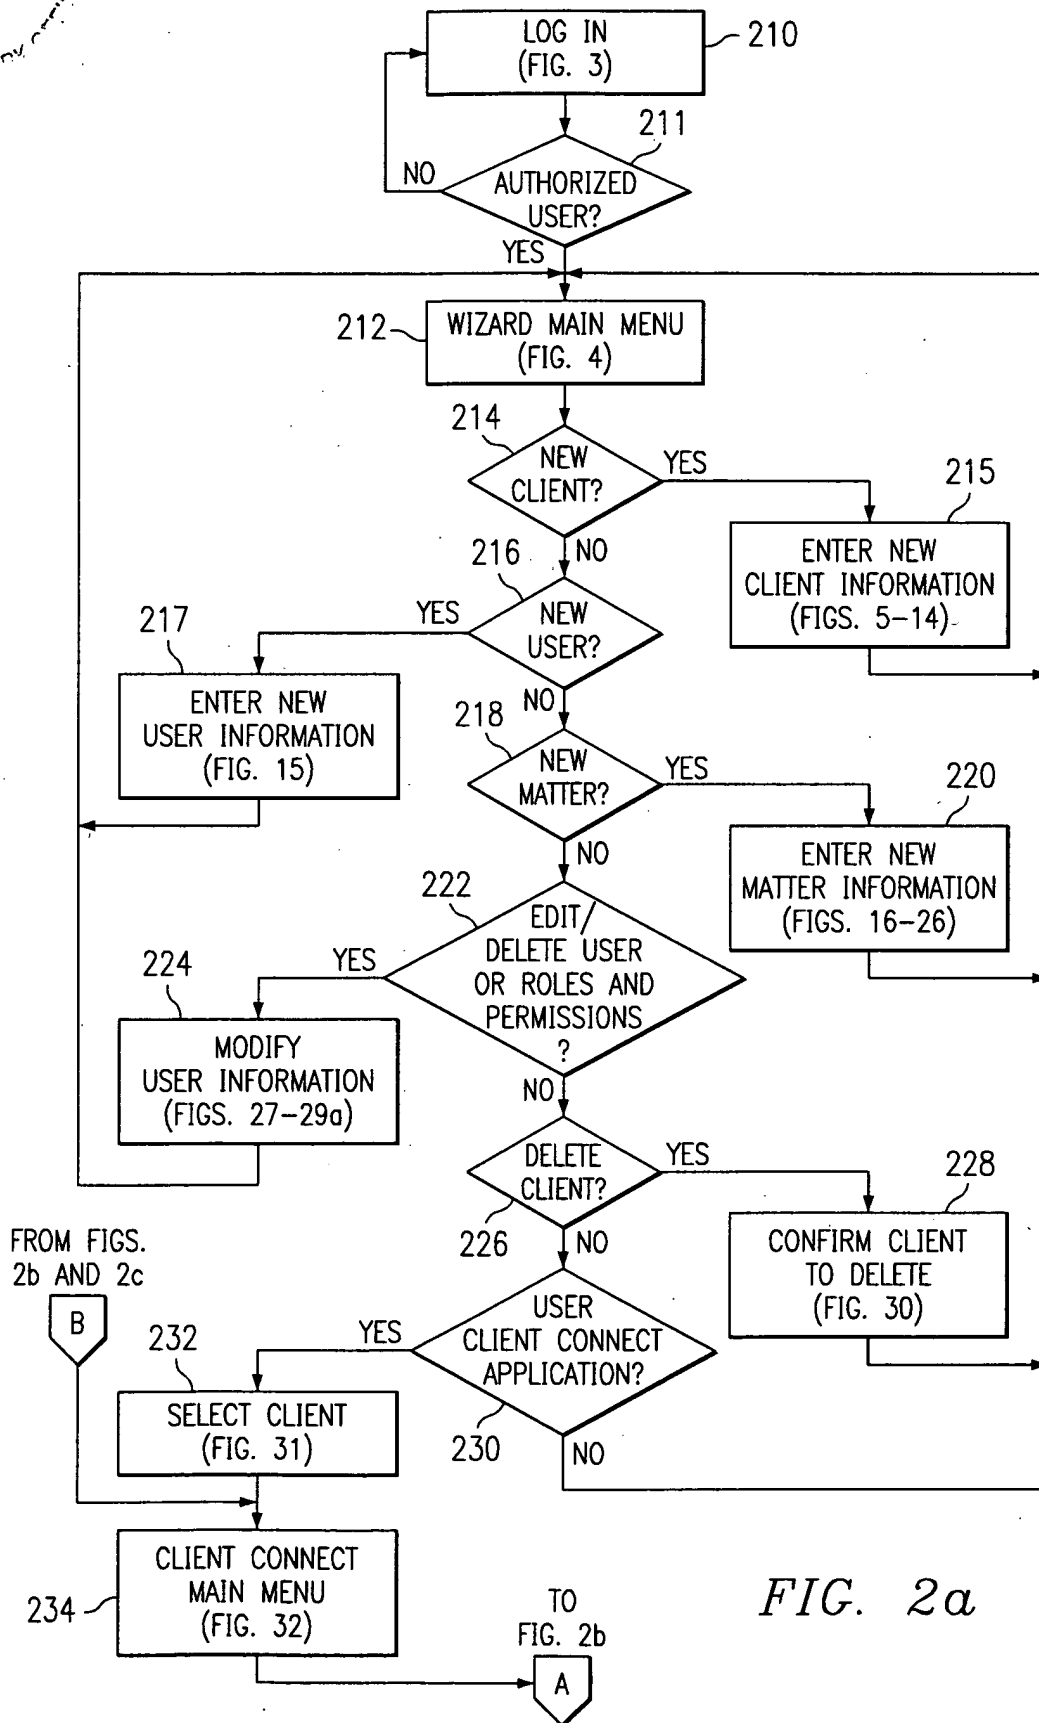 LOG IN
(FIG. 3)
210
211
NO
AUTHORIZED
USER?
YES
212
WIZARD MAIN MENU
(FIG. 4)
214
NEW
CLIENT?
YES
215
ENTER NEW
CLIENT INFORMATION
(FIGS. 5-14)
NO
216
NEW
USER?
YES
217
ENTER NEW
USER INFORMATION
(FIG. 15)
NO
218
NEW
MATTER?
YES
220
ENTER NEW
MATTER INFORMATION
(FIGS. 16-26)
NO
222
EDIT/
DELETE USER
OR ROLES AND
PERMISSIONS
?
YES
224
MODIFY
USER INFORMATION
(FIGS. 27-29a)
NO
DELETE
CLIENT?
226
YES
228
CONFIRM CLIENT
TO DELETE
(FIG. 30)
NO
USER
CLIENT CONNECT
APPLICATION?
230
YES
NO
FROM FIGS.
2b AND 2c
B
232
SELECT CLIENT
(FIG. 31)
CLIENT CONNECT
MAIN MENU
(FIG. 32)
234
TO
FIG. 2b
A
FIG. 2a